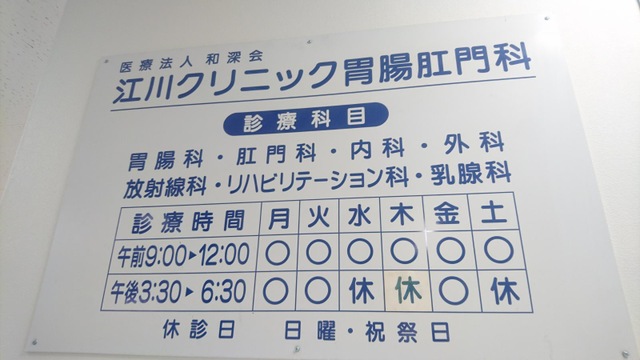 医療法人 和深会
江川クリニック胃腸肛門科
診療科目
胃腸科・肛門科・内科・外科
放射線科・リハビリテーション科・乳腺科
診療時間 月 火 水 木 金 土
午前9:00▶12:00 〇 〇 〇 〇 〇 〇
午後3:30▶6:30 〇 〇 休 休 〇 休
休診日 日曜・祝祭日